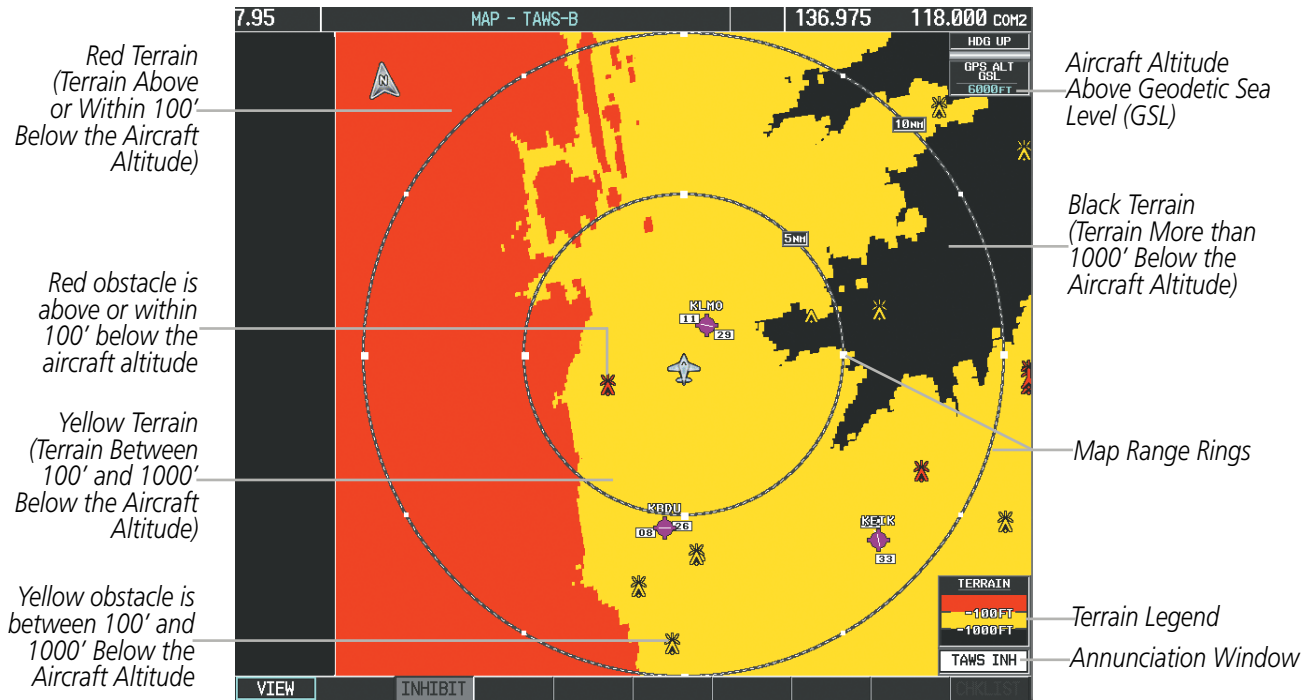 7.95
MAP - TAWS-B
136.975
118.000 COM2
HDG UP
GPS ALT
GSL
6000FT
Red Terrain
(Terrain Above
or Within 100'
Below the Aircraft
Altitude)
Aircraft Altitude
Above Geodetic Sea
Level (GSL)
N
10NM
5NM
Black Terrain
(Terrain More than
1000' Below the
Aircraft Altitude)
Red obstacle is
above or within
100' below the
aircraft altitude
KLMO
11
29
Yellow Terrain
(Terrain Between
100' and 1000'
Below the Aircraft
Altitude)
Map Range Rings
KBDU
08
26
KEIK
33
Yellow obstacle is
between 100' and
1000' Below the
Aircraft Altitude
TERRAIN
-100FT
-1000FT
Terrain Legend
TAWS INH
Annunciation Window
VIEW
INHIBIT
CHKLIST